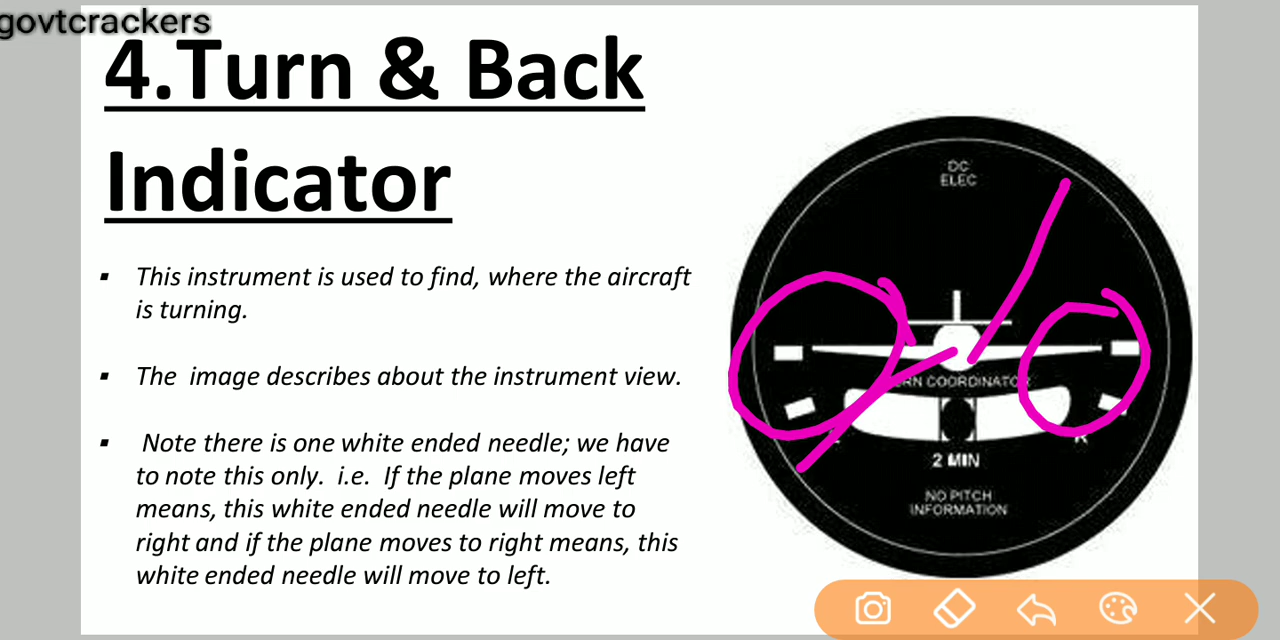 govtcrackers
4.Turn & Back
Indicator
▪ This instrument is used to find, where the aircraft
is turning.
▪ The image describes about the instrument view.
▪ Note there is one white ended needle; we have
to note this only. i.e. If the plane moves left
means, this white ended needle will move to
right and if the plane moves to right means, this
white ended needle will move to left.
DC
ELEC
COORDINATOR
R
2 MIN
NO PITCH
INFORMATION